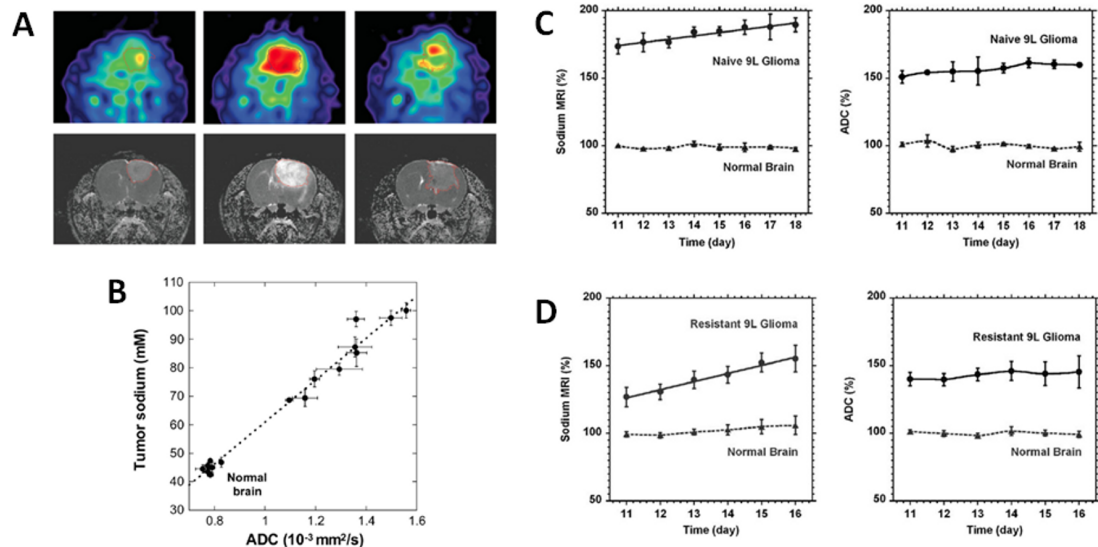 A
B
Tumor sodium (mM)
110
100
90
80
70
60
50
40
30
Normal
brain
0.8 1 1.2 1.4 1.6
ADC (10⁻³ mm²/s)
C
Sodium MRI (%)
200
150
100
50
Naive 9L Glioma
Normal Brain
11 12 13 14 15 16 17 18
Time (day)
ADC (%)
200
150
100
50
Naive 9L Glioma
Normal Brain
11 12 13 14 15 16 17 18
Time (day)
D
Sodium MRI (%)
200
150
100
50
Resistant 9L Glioma
Normal Brain
11 12 13 14 15 16
Time (day)
ADC (%)
200
150
100
50
Resistant 9L Glioma
Normal Brain
11 12 13 14 15 16
Time (day)